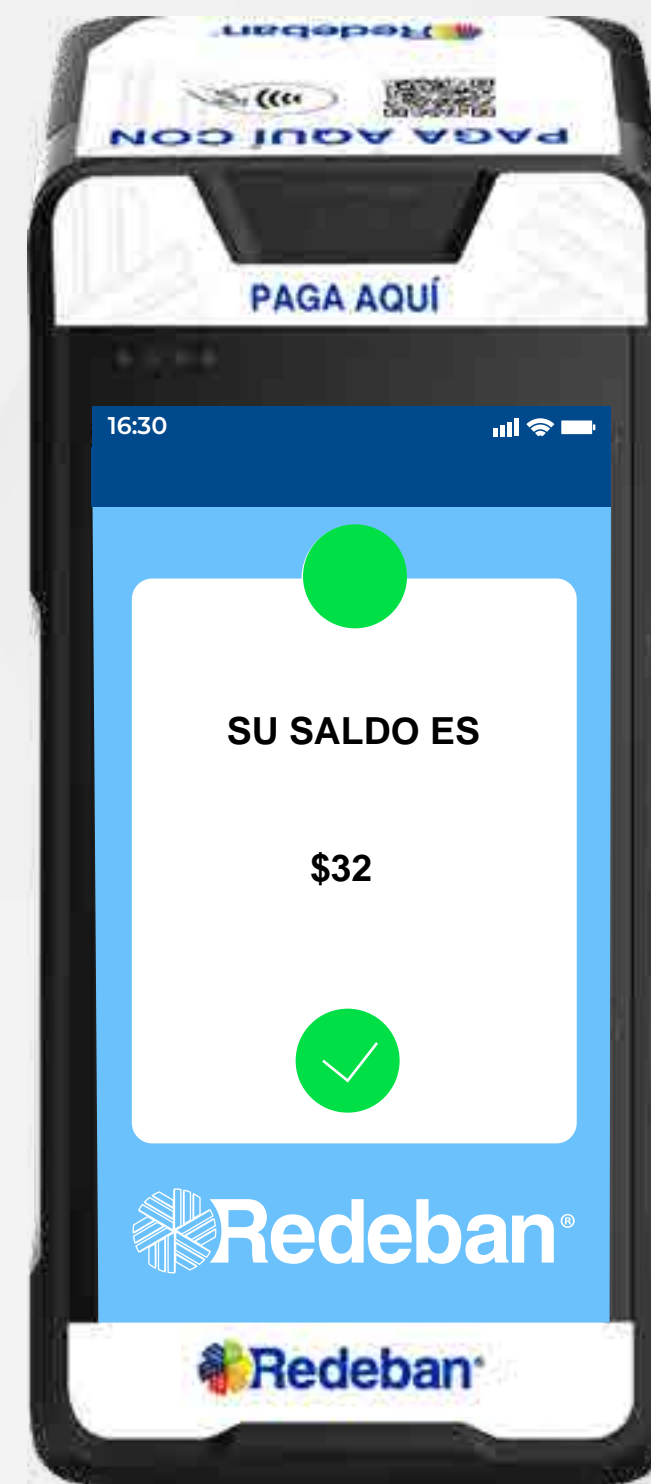 Redeban
PAGA AQUÍ CON
PAGA AQUÍ
16:30
SU SALDO ES
$32
Redeban®
Redeban